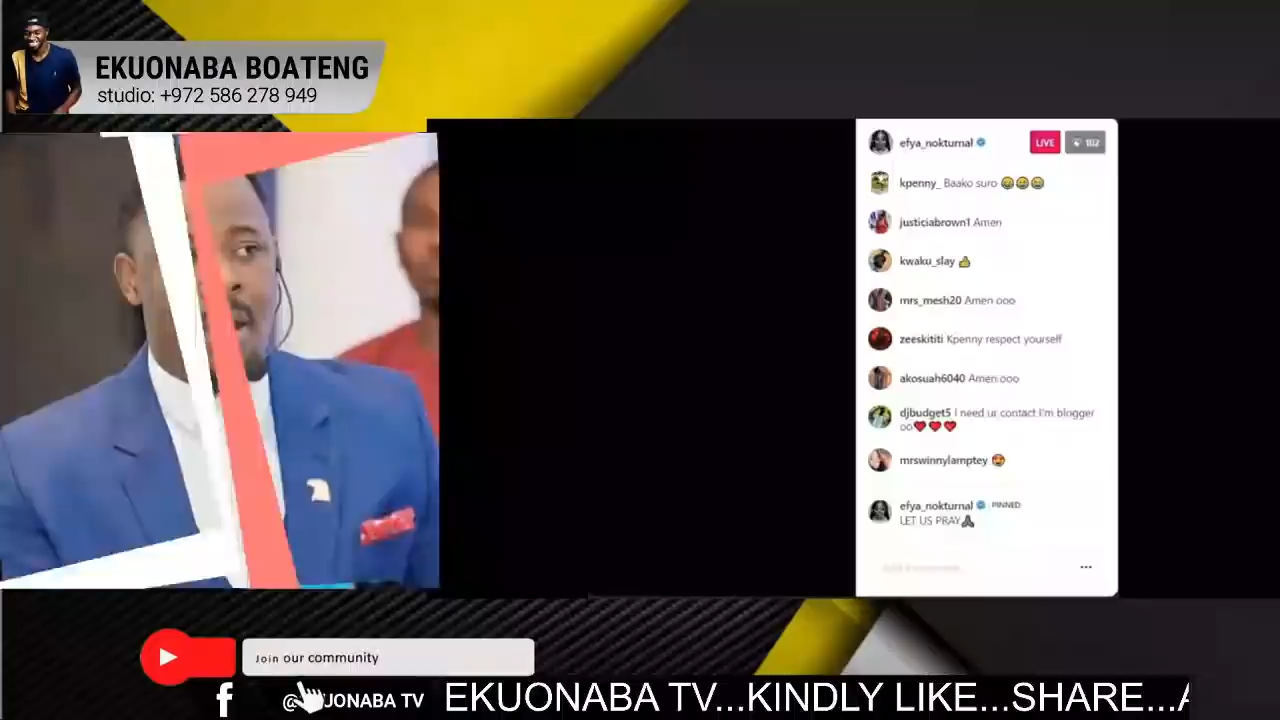 EKUONABA BOATENG
studio: +972 586 278 949
efya_nokturnal
LIVE
102
kpenny_ Baako suro 😂😂😂
justiciabrown1 Amen
kwaku_slay 👍
mrs_mesh20 Amen ooo
zeeskititi Kpenny respect yourself
akosuah6040 Amen ooo
djbudget5 I need ur contact I'm blogger
oo❤️❤️❤️
mrswinnylamptey 😍
efya_nokturnal PINNED
LET US PRAY🙏
Join our community
TV
EKUONABA TV...KINDLY LIKE...SHARE...